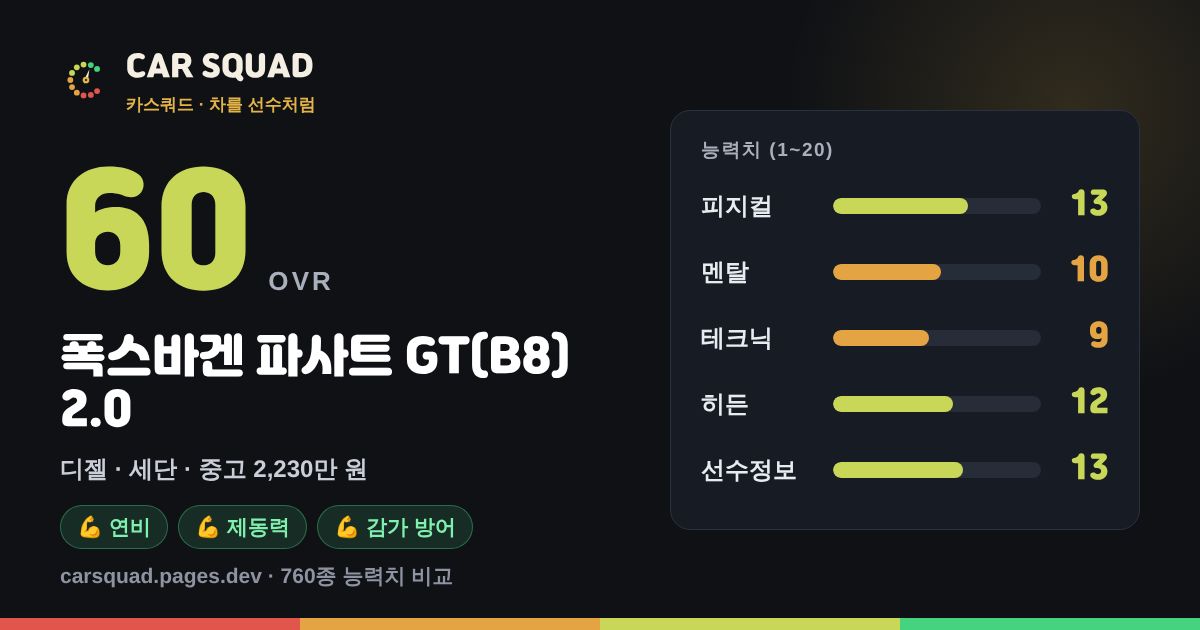 CAR SQUAD
카스쿼드 · 차를 선수처럼
60 OVR
폭스바겐 파사트 GT(B8)
2.0
디젤 · 세단 · 중고 2,230만 원
💪 연비 💪 제동력 💪 감가 방어
carsquad.pages.dev · 760종 능력치 비교
능력치 (1~20)
피지컬 13
멘탈 10
테크닉 9
히든 12
선수정보 13